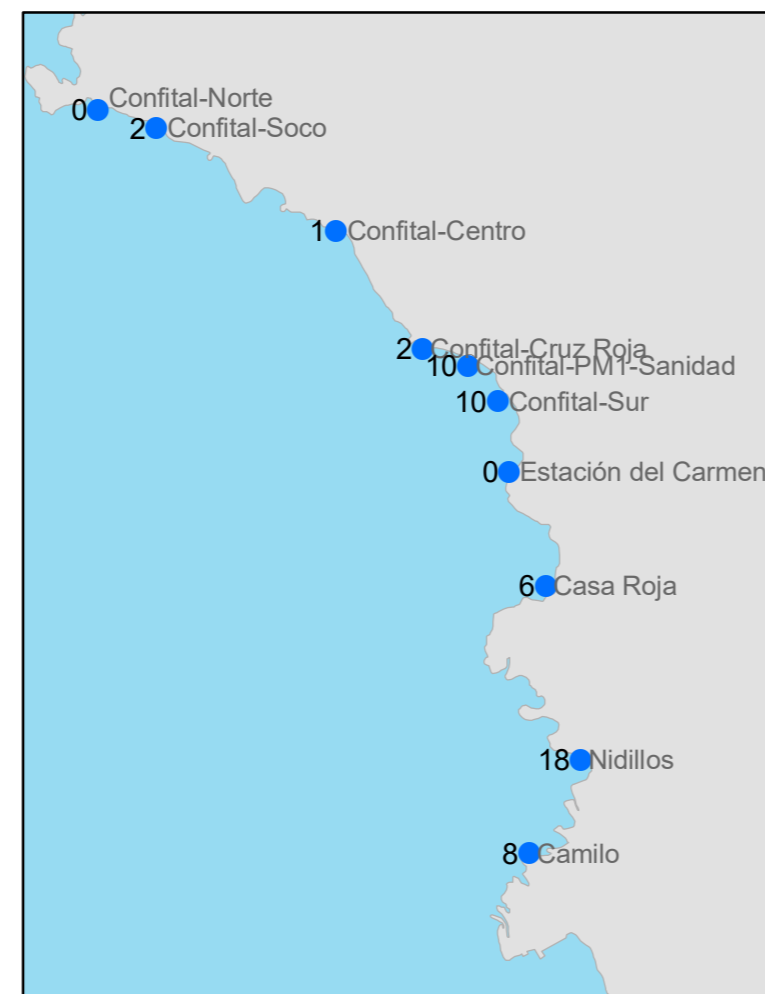 0 Confital-Norte
2 Confital-Soco
1 Confital-Centro
2 Confital-Cruz Roja
10 Confital-PM1-Sanidad
10 Confital-Sur
0 Estación del Carmen
6 Casa Roja
18 Nidillos
8 Camilo